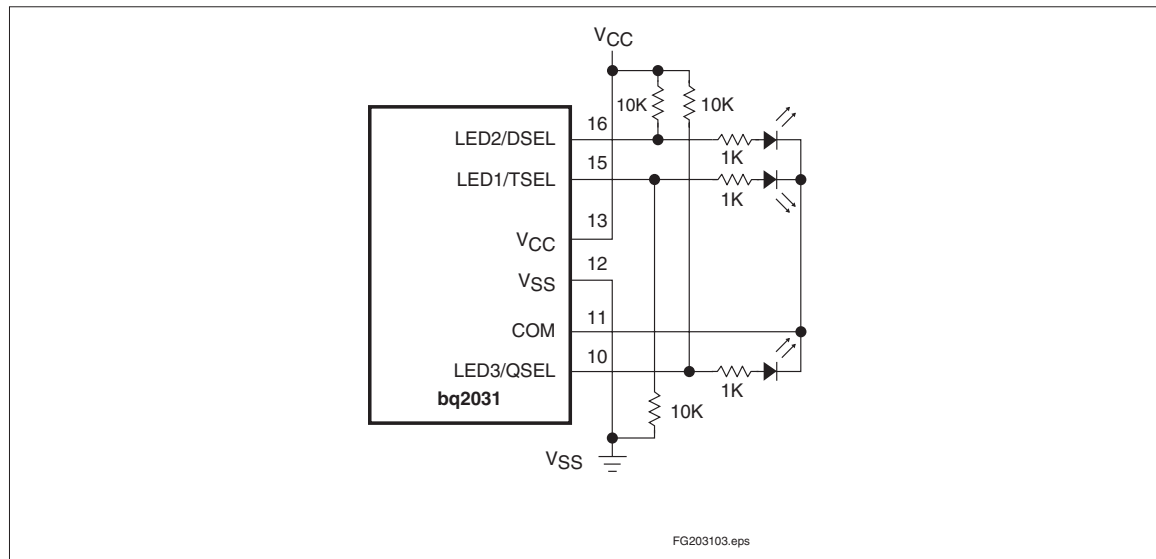 VCC
10K 10K
16
LED2/DSEL
1K
15
LED1/TSEL
1K
13
VCC
12
VSS
11
COM
10
LED3/QSEL
1K
bq2031
10K
VSS
FG203103.eps